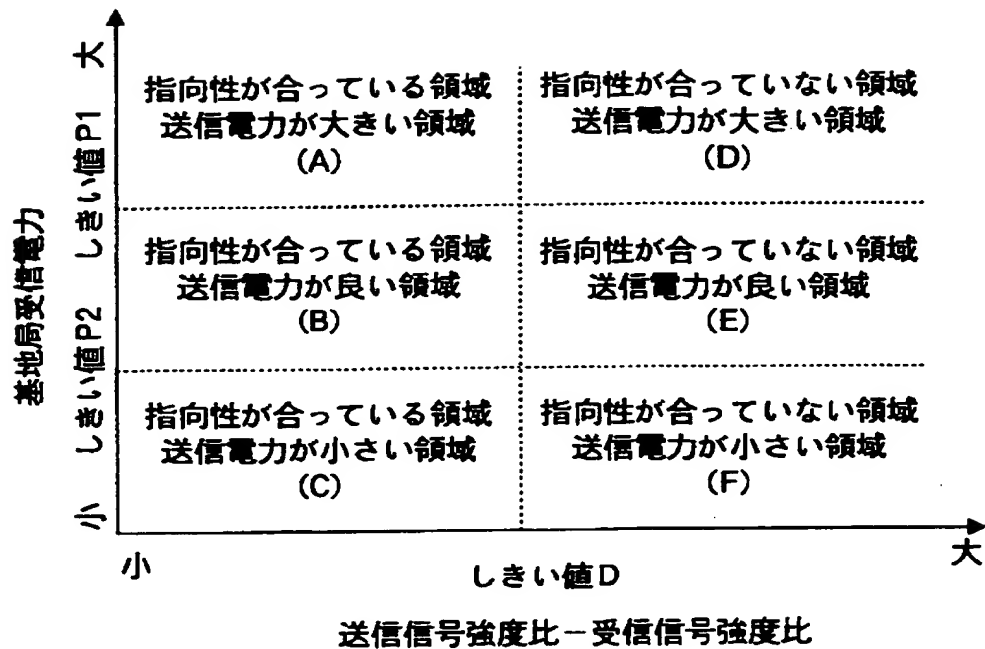 大
指向性が合っている領域
送信電力が大きい領域
(A)
指向性が合っていない領域
送信電力が大きい領域
(D)
しきい値P1
基地局受信電力
指向性が合っている領域
送信電力が良い領域
(B)
指向性が合っていない領域
送信電力が良い領域
(E)
しきい値P2
指向性が合っている領域
送信電力が小さい領域
(C)
指向性が合っていない領域
送信電力が小さい領域
(F)
小
小
しきい値D
大
送信信号強度比－受信信号強度比